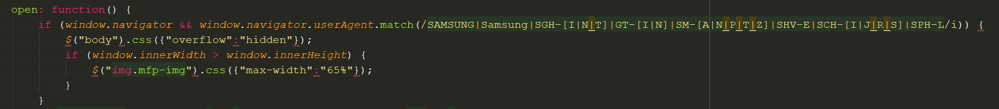 open: function() {
if (window.navigator && window.navigator.userAgent.match(/SAMSUNG|Samsung|SGH-[I|N|T]|GT-[I|N]|SM-[A|N|P|T|Z]|SHV-E|SCH-[I|J|R|S]|SPH-L/i)) {
$("body").css({"overflow":"hidden"});
if (window.innerWidth > window.innerHeight) {
$("img.mfp-img").css({"max-width":"65%"});
}
}